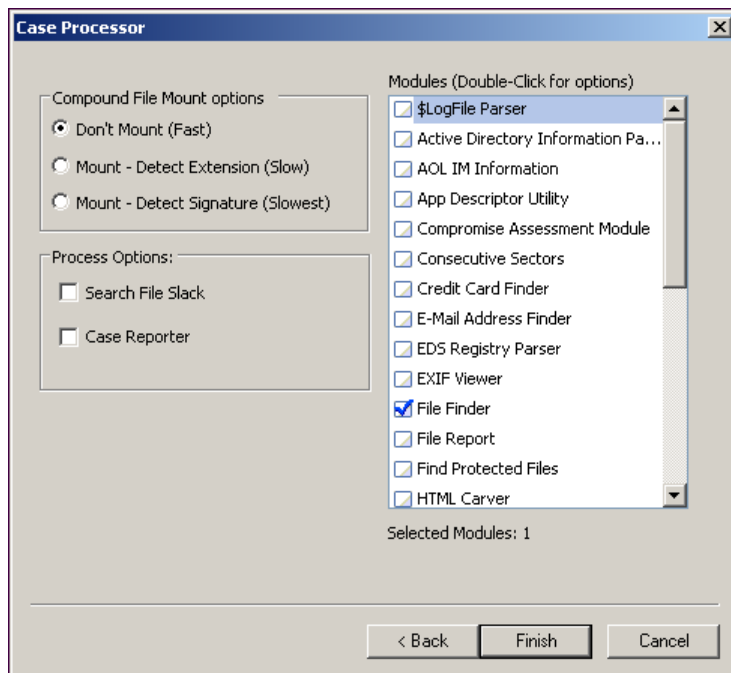 Case Processor
Compound File Mount options
Don't Mount (Fast)
Mount - Detect Extension (Slow)
Mount - Detect Signature (Slowest)
Process Options:
Search File Slack
Case Reporter
Modules (Double-Click for options)
$LogFile Parser
Active Directory Information Pa...
AOL IM Information
App Descriptor Utility
Compromise Assessment Module
Consecutive Sectors
Credit Card Finder
E-Mail Address Finder
EDS Registry Parser
EXIF Viewer
File Finder
File Report
Find Protected Files
HTML Carver
Selected Modules: 1
< Back
Finish
Cancel